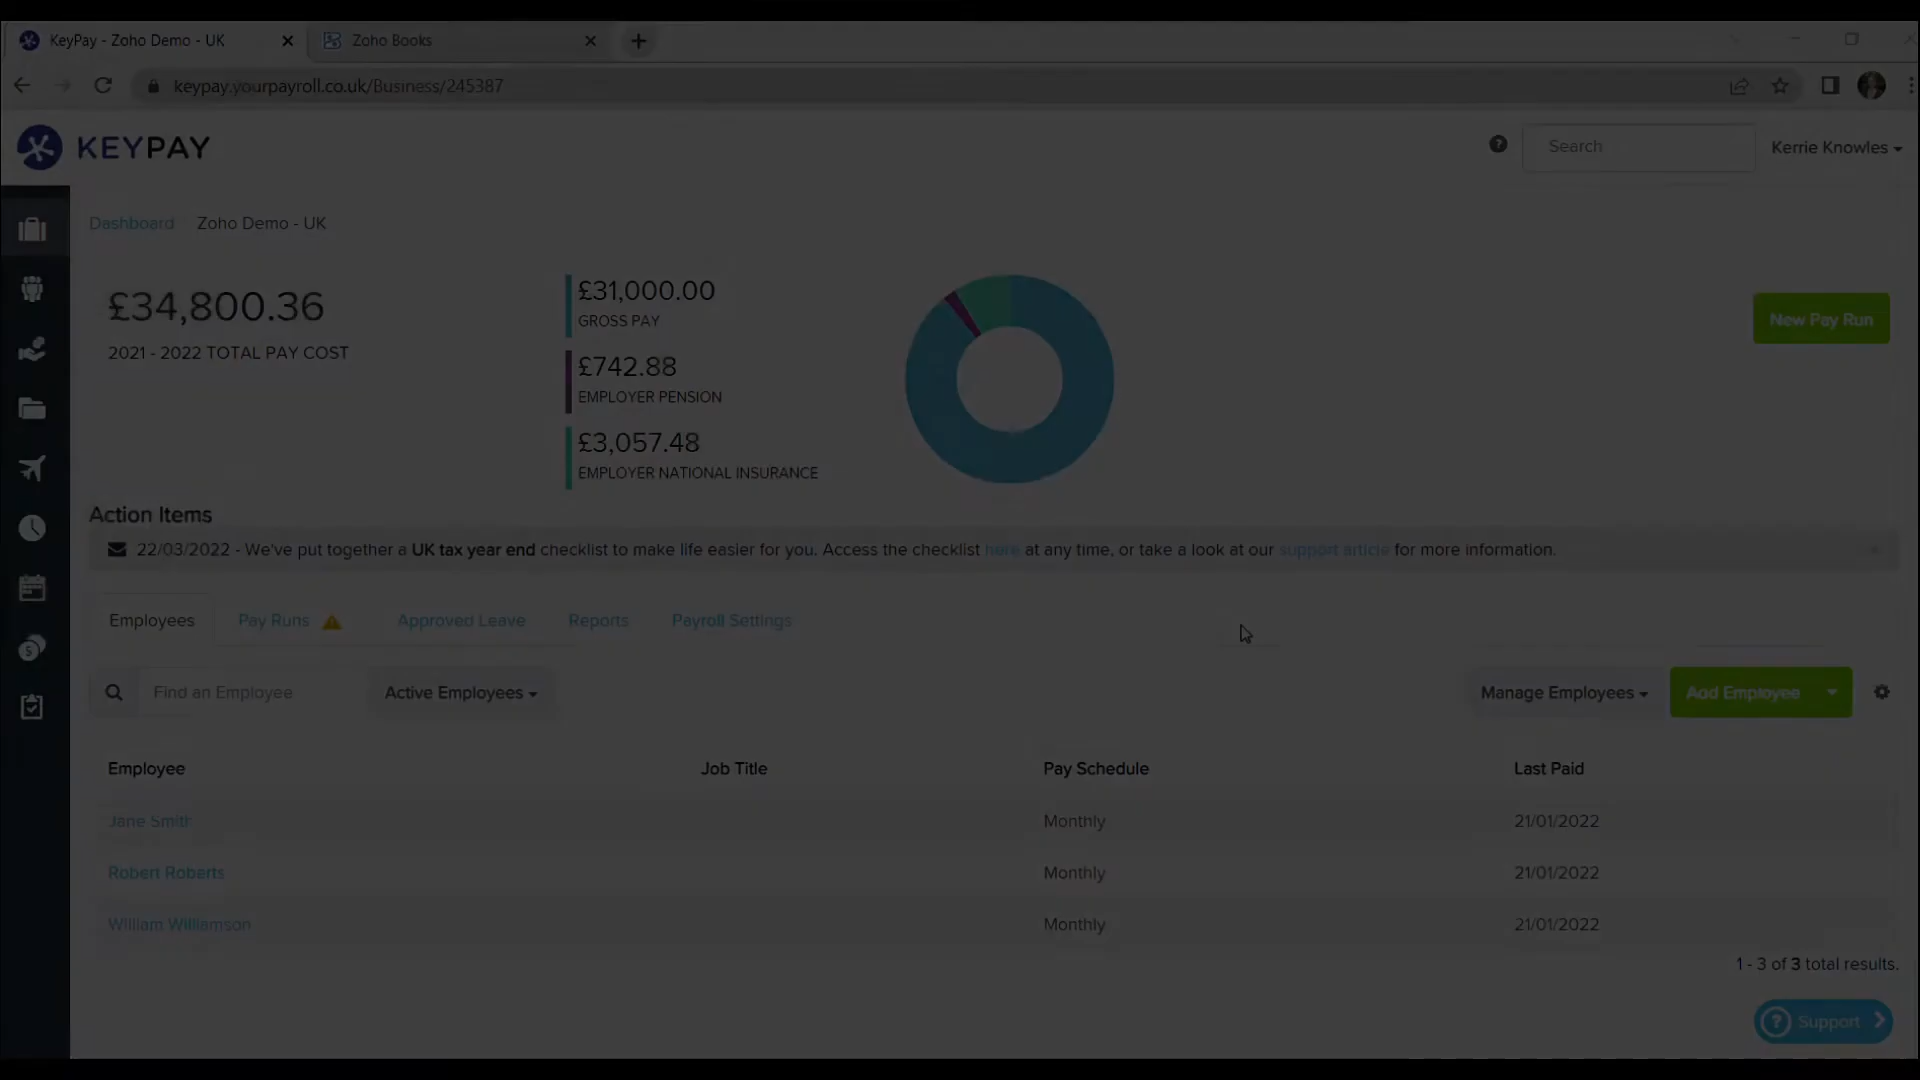 KeyPay - Zoho Demo - UK
Zoho Books
keypay.yourpayroll.co.uk/Business/245387
KEYPAY
Search
Kerrie Knowles
Dashboard Zoho Demo - UK
£34,800.36
2021 - 2022 TOTAL PAY COST
£31,000.00
GROSS PAY
£742.88
EMPLOYER PENSION
£3,057.48
EMPLOYER NATIONAL INSURANCE
New Pay Run
Action Items
22/03/2022 - We've put together a UK tax year end checklist to make life easier for you. Access the checklist here at any time, or take a look at our support article for more information.
Employees Pay Runs Approved Leave Reports Payroll Settings
Find an Employee Active Employees Manage Employees Add Employee
Employee Job Title Pay Schedule Last Paid
Jane Smith Monthly 21/01/2022
Robert Roberts Monthly 21/01/2022
William Williamson Monthly 21/01/2022
1 - 3 of 3 total results.
? Support